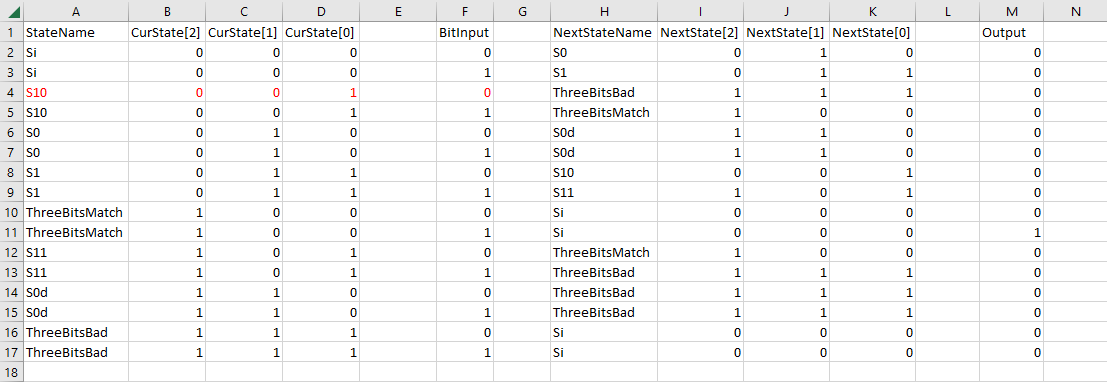 A B C D E F G H I J K L M N
1 StateName CurState[2] CurState[1] CurState[0] BitInput NextStateName NextState[2] NextState[1] NextState[0] Output
2 Si 0 0 0 0 S0 0 1 0 0
3 Si 0 0 0 1 S1 0 1 1 0
4 S10 0 0 1 0 ThreeBitsBad 1 1 1 0
5 S10 0 0 1 1 ThreeBitsMatch 1 0 0 0
6 S0 0 1 0 0 S0d 1 1 0 0
7 S0 0 1 0 1 S0d 1 1 0 0
8 S1 0 1 1 0 S10 0 0 1 0
9 S1 0 1 1 1 S11 1 0 1 0
10 ThreeBitsMatch 1 0 0 0 Si 0 0 0 0
11 ThreeBitsMatch 1 0 0 1 Si 0 0 0 1
12 S11 1 0 1 0 ThreeBitsMatch 1 0 0 0
13 S11 1 0 1 1 ThreeBitsBad 1 1 1 0
14 S0d 1 1 0 0 ThreeBitsBad 1 1 1 0
15 S0d 1 1 0 1 ThreeBitsBad 1 1 1 0
16 ThreeBitsBad 1 1 1 0 Si 0 0 0 0
17 ThreeBitsBad 1 1 1 1 Si 0 0 0 0
18